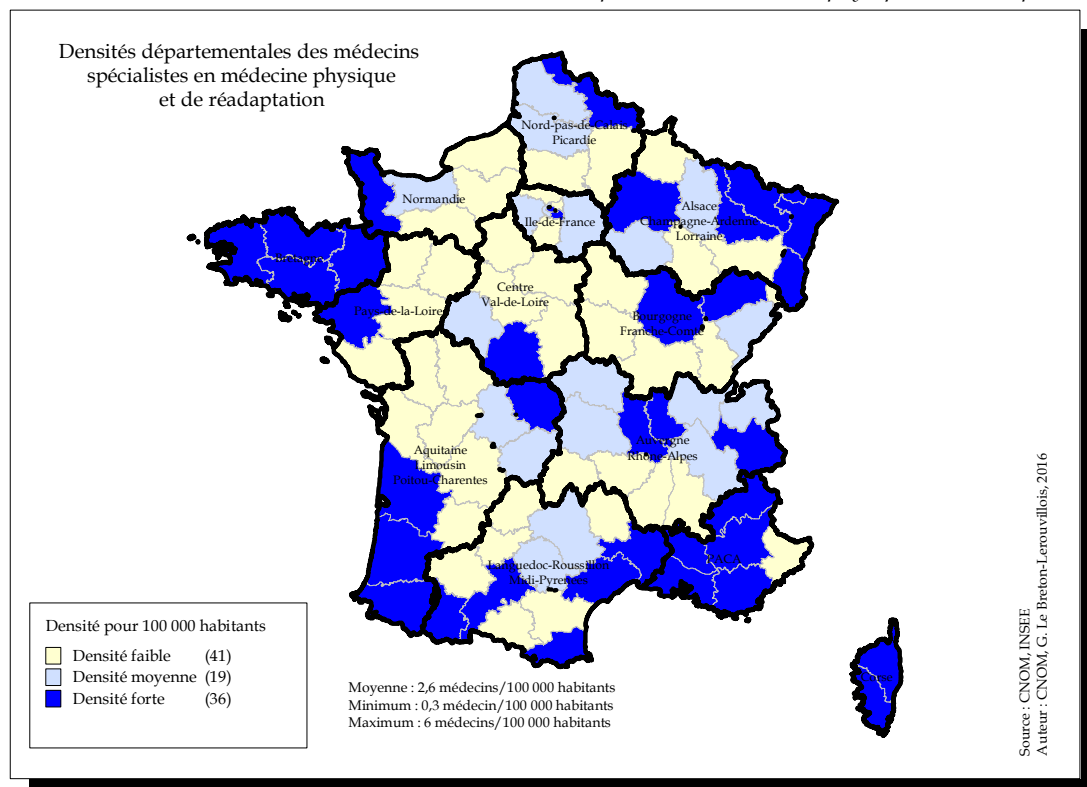 Densités départementales des médecins
spécialistes en médecine physique
et de réadaptation
Nord-pas-de-Calais
Picardie
Normandie
Ile-de-France
Alsace
Champagne-Ardenne
Lorraine
Bretagne
Pays-de-la-Loire
Centre
Val-de-Loire
Bourgogne
Franche-Comté
Auvergne
Rhône-Alpes
Aquitaine
Limousin
Poitou-Charentes
Languedoc-Roussillon
Midi-Pyrénées
PACA
Corse
Densité pour 100 000 habitants
Densité faible (41)
Densité moyenne (19)
Densité forte (36)
Moyenne : 2,6 médecins/100 000 habitants
Minimum : 0,3 médecin/100 000 habitants
Maximum : 6 médecins/100 000 habitants
Source : CNOM, INSEE
Auteur : CNOM, G. Le Breton-Lerouvillois, 2016